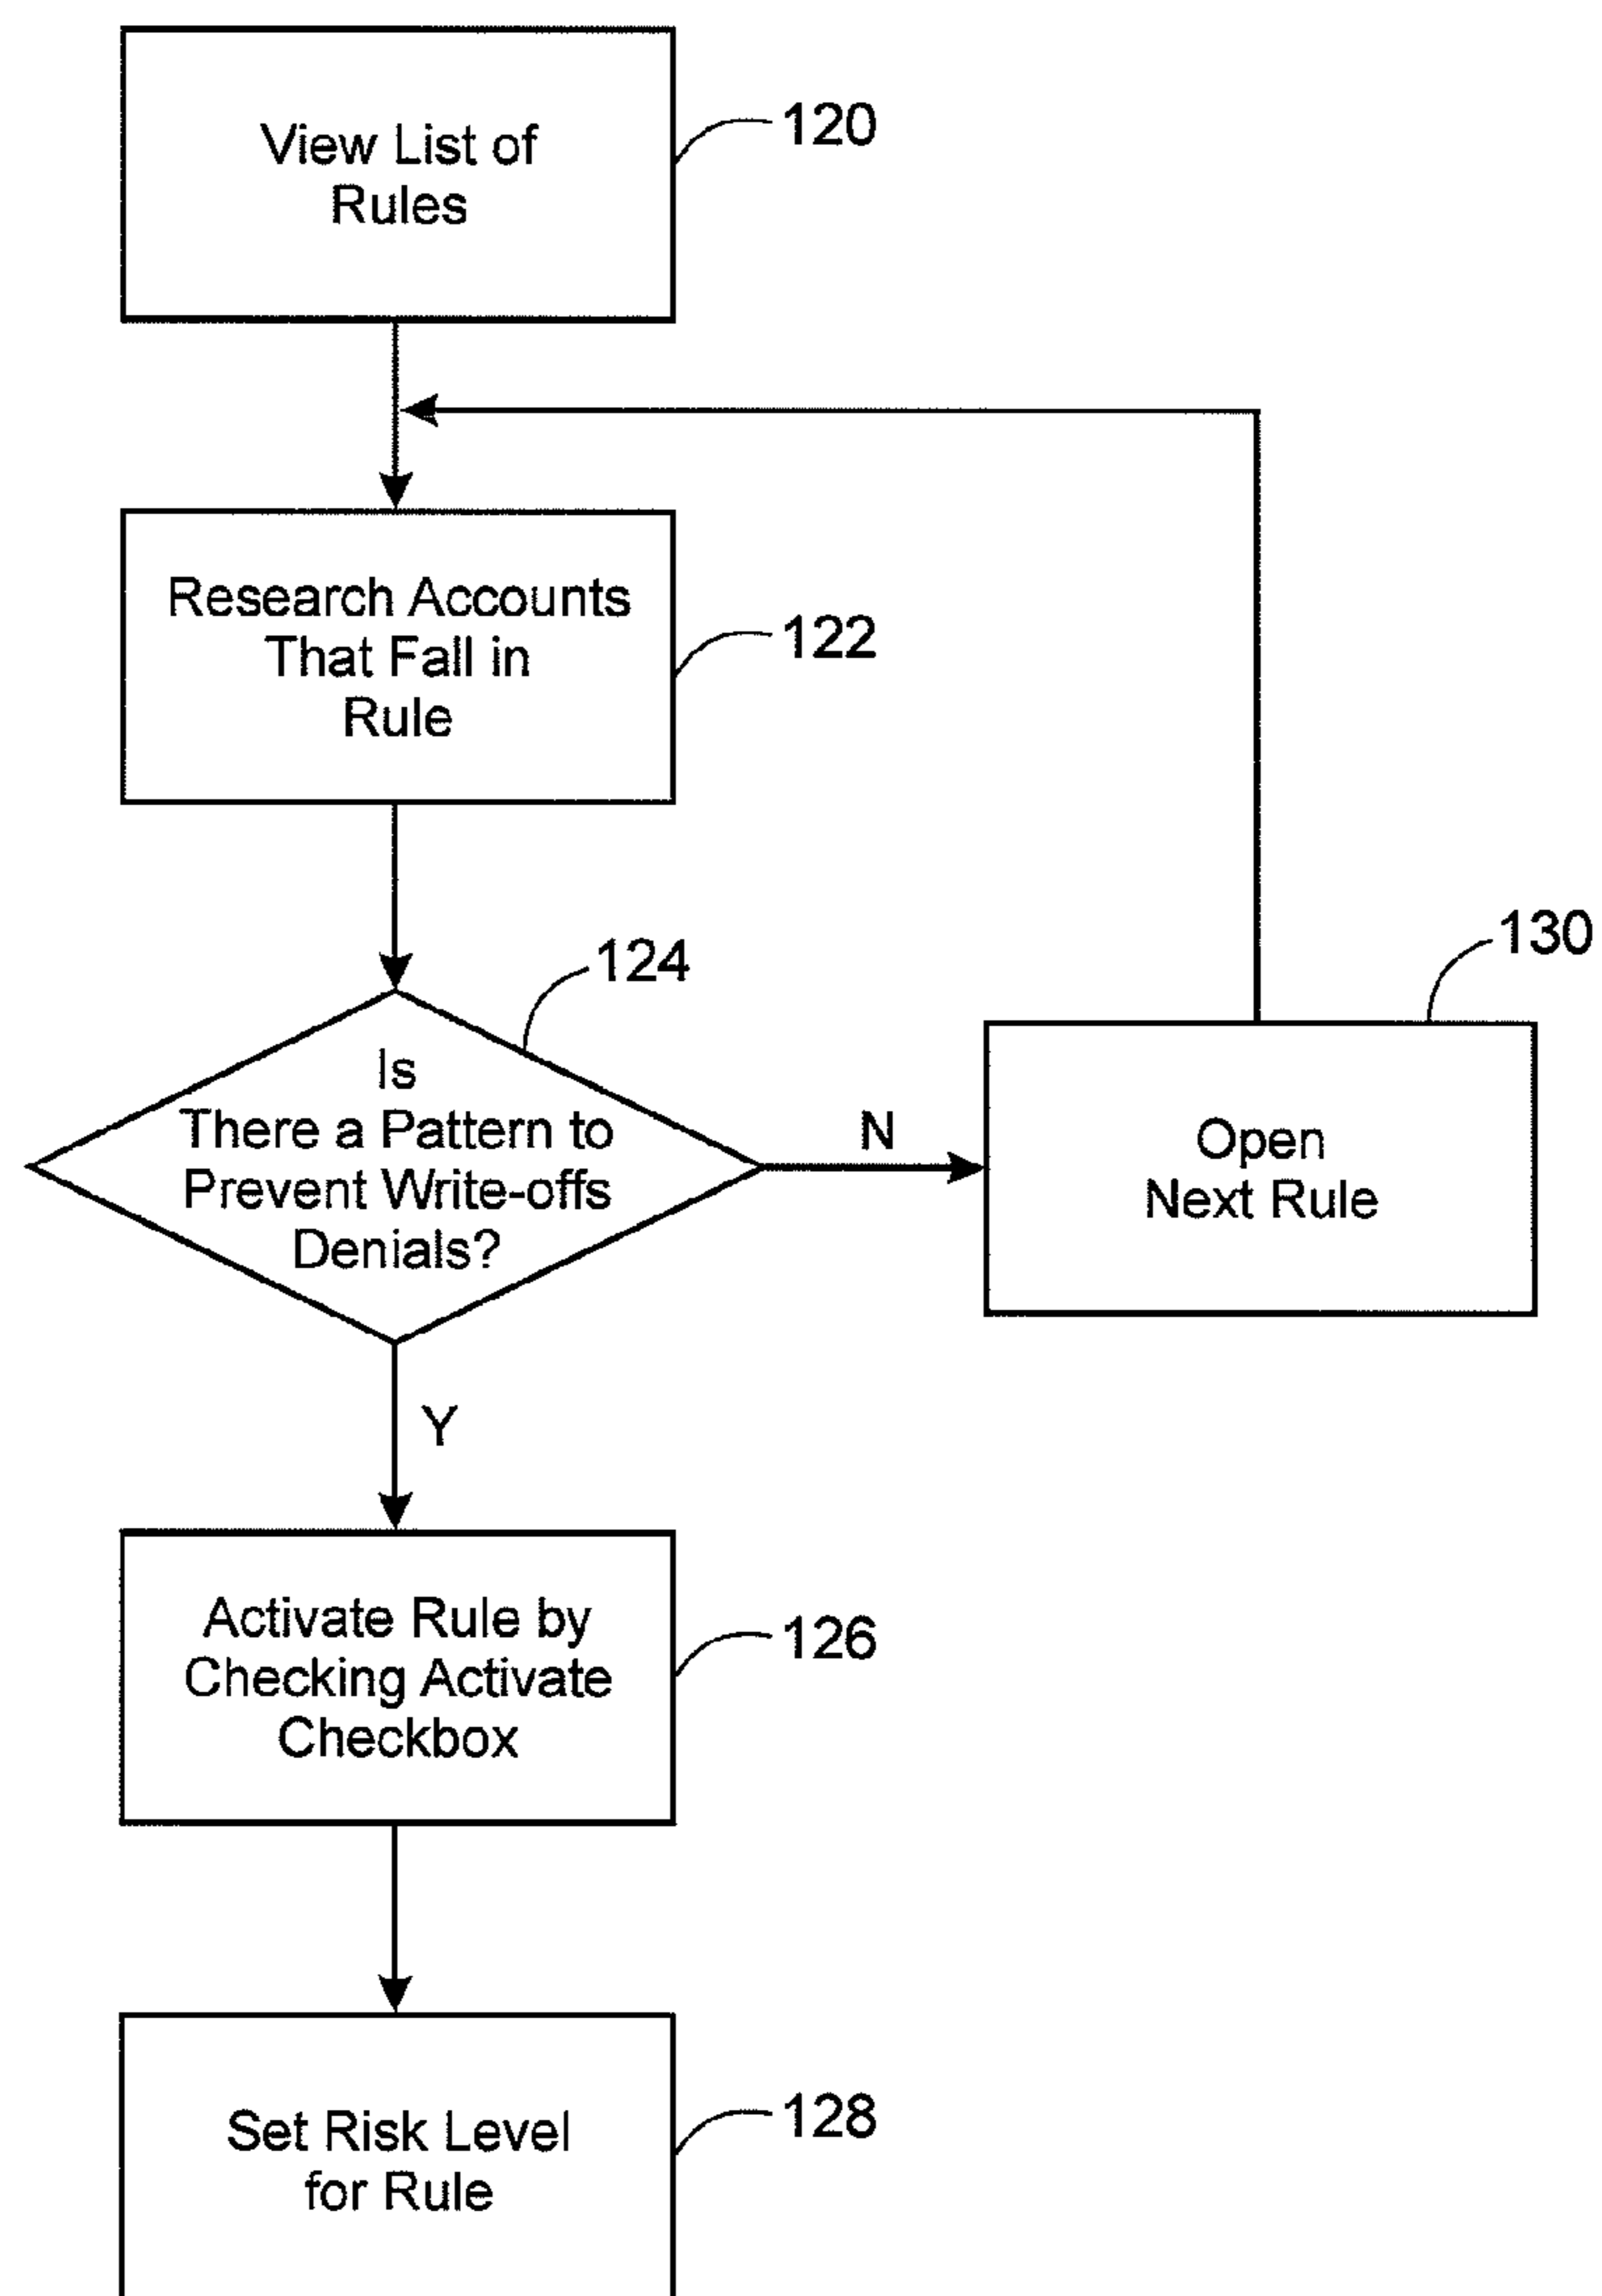 View List of
Rules
120
Research Accounts
That Fall in
Rule
122
124
Is
There a Pattern to
Prevent Write-offs
Denials?
N
130
Open
Next Rule
Y
Activate Rule by
Checking Activate
Checkbox
126
Set Risk Level
for Rule
128